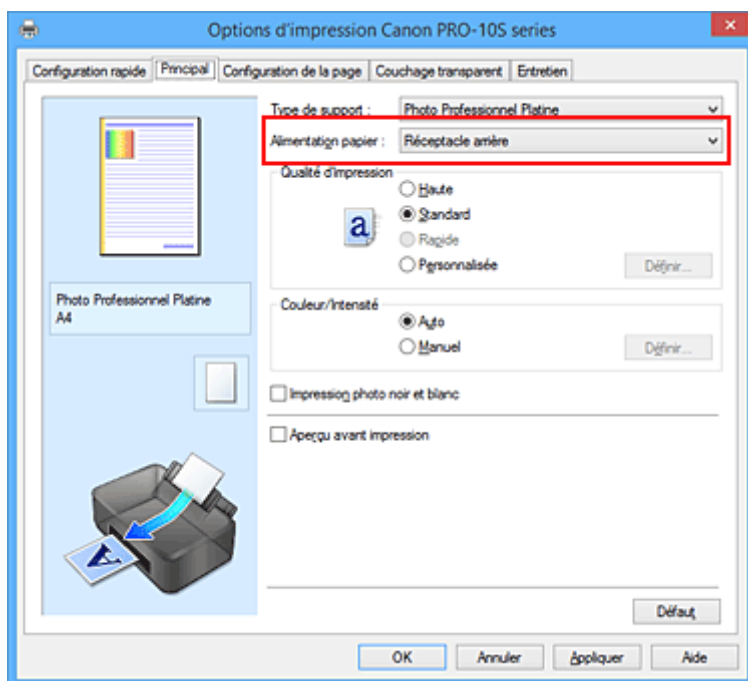 Options d'impression Canon PRO-10S series
Configuration rapide Principal Configuration de la page Couchage transparent Entretien
Type de support : Photo Professionnel Platine
Alimentation papier : Réceptacle arrière
Qualité d'impression
Haute
Standard
Rapide
Personnalisée Définir...
Photo Professionnel Platine
A4
Couleur/Intensité
Auto
Manuel Définir...
Impression photo noir et blanc
Aperçu avant impression
Défaut
OK Annuler Appliquer Aide